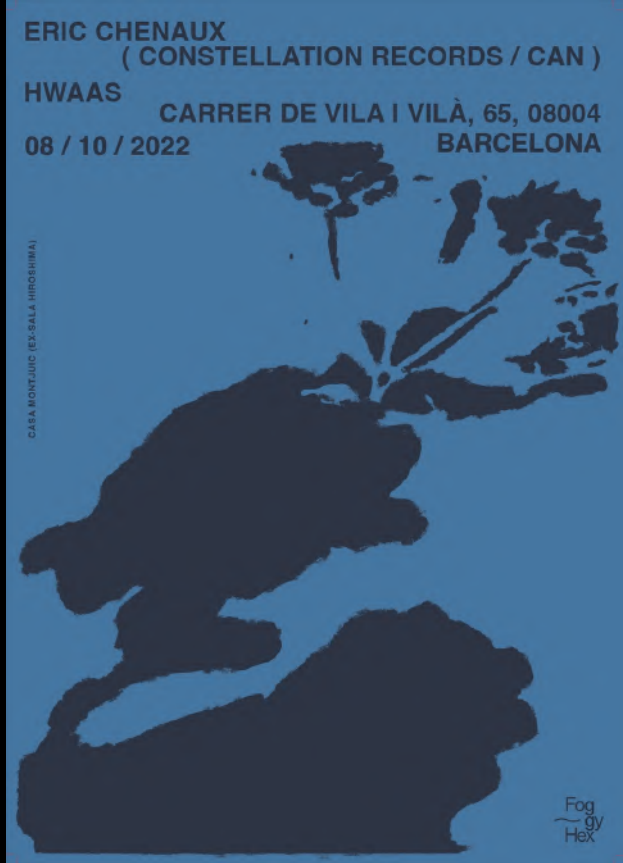 ERIC CHENAUX
( CONSTELLATION RECORDS / CAN )
HWAAS
CARRER DE VILA I VILÀ, 65, 08004
08 / 10 / 2022
BARCELONA
CASA MONTJUIC (EX-SALA HIROSHIMA)
Fog
~ gy
Hex